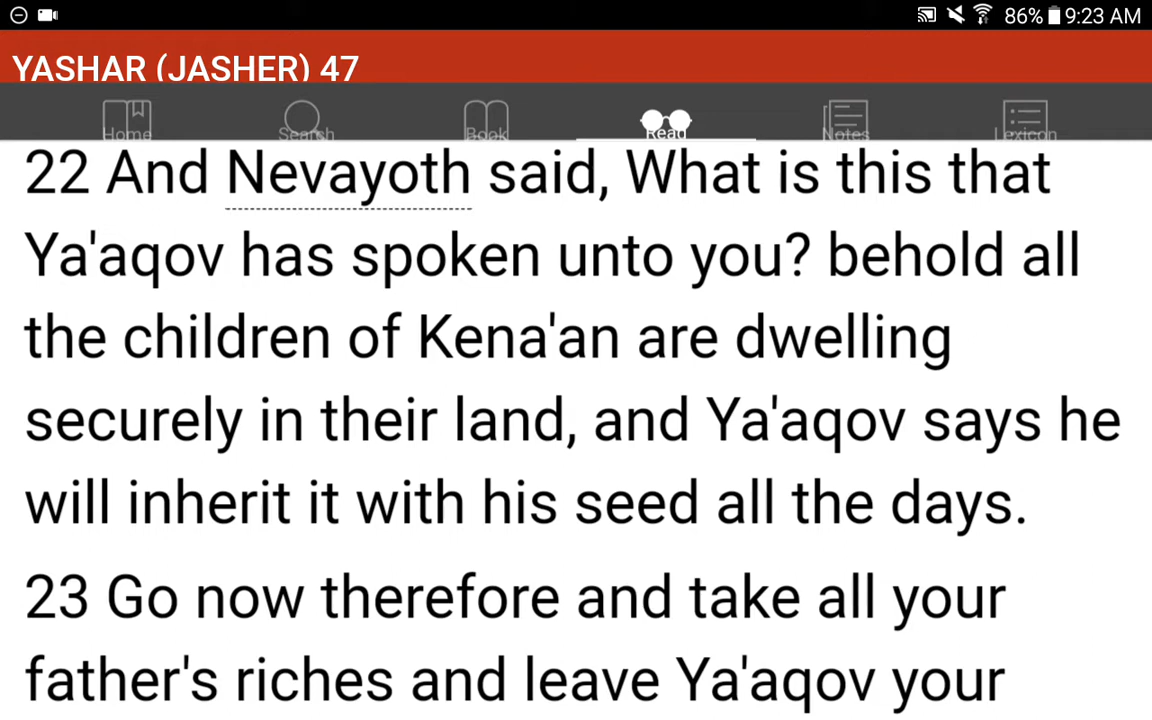 86% 9:23 AM
YASHAR (JASHER) 47
Home Search Book Read Notes Lexicon
22 And Nevayoth said, What is this that
Ya'aqov has spoken unto you? behold all
the children of Kena'an are dwelling
securely in their land, and Ya'aqov says he
will inherit it with his seed all the days.
23 Go now therefore and take all your
father's riches and leave Ya'aqov your